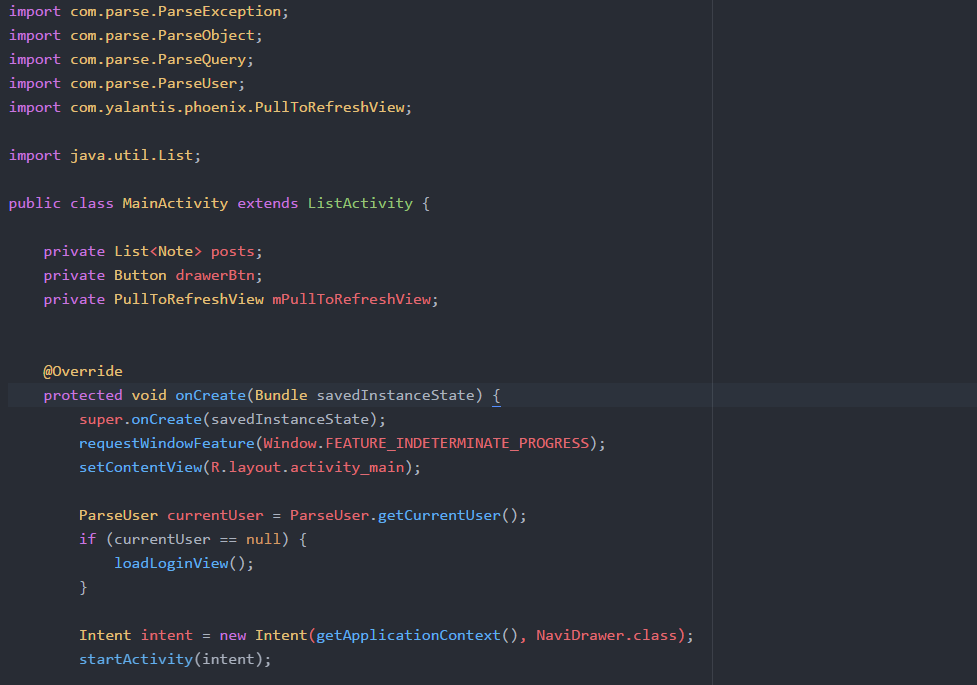 import com.parse.ParseException;
import com.parse.ParseObject;
import com.parse.ParseQuery;
import com.parse.ParseUser;
import com.yalantis.phoenix.PullToRefreshView;

import java.util.List;

public class MainActivity extends ListActivity {

    private List<Note> posts;
    private Button drawerBtn;
    private PullToRefreshView mPullToRefreshView;


    @Override
    protected void onCreate(Bundle savedInstanceState) {
        super.onCreate(savedInstanceState);
        requestWindowFeature(Window.FEATURE_INDETERMINATE_PROGRESS);
        setContentView(R.layout.activity_main);

        ParseUser currentUser = ParseUser.getCurrentUser();
        if (currentUser == null) {
            loadLoginView();
        }

        Intent intent = new Intent(getApplicationContext(), NaviDrawer.class);
        startActivity(intent);